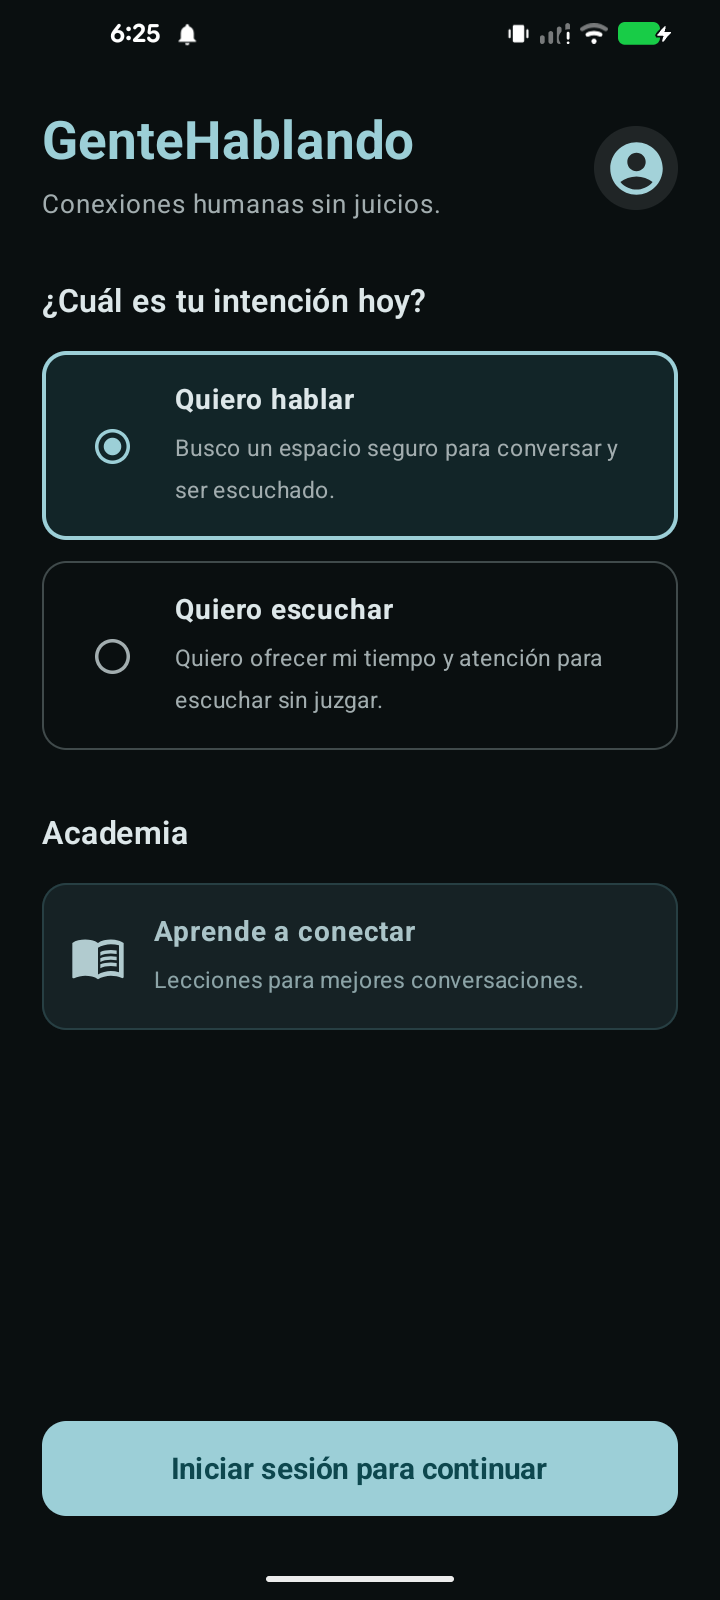 6:25
GenteHablando
Conexiones humanas sin juicios.
¿Cuál es tu intención hoy?
Quiero hablar
Busco un espacio seguro para conversar y
ser escuchado.
Quiero escuchar
Quiero ofrecer mi tiempo y atención para
escuchar sin juzgar.
Academia
Aprende a conectar
Lecciones para mejores conversaciones.
Iniciar sesión para continuar